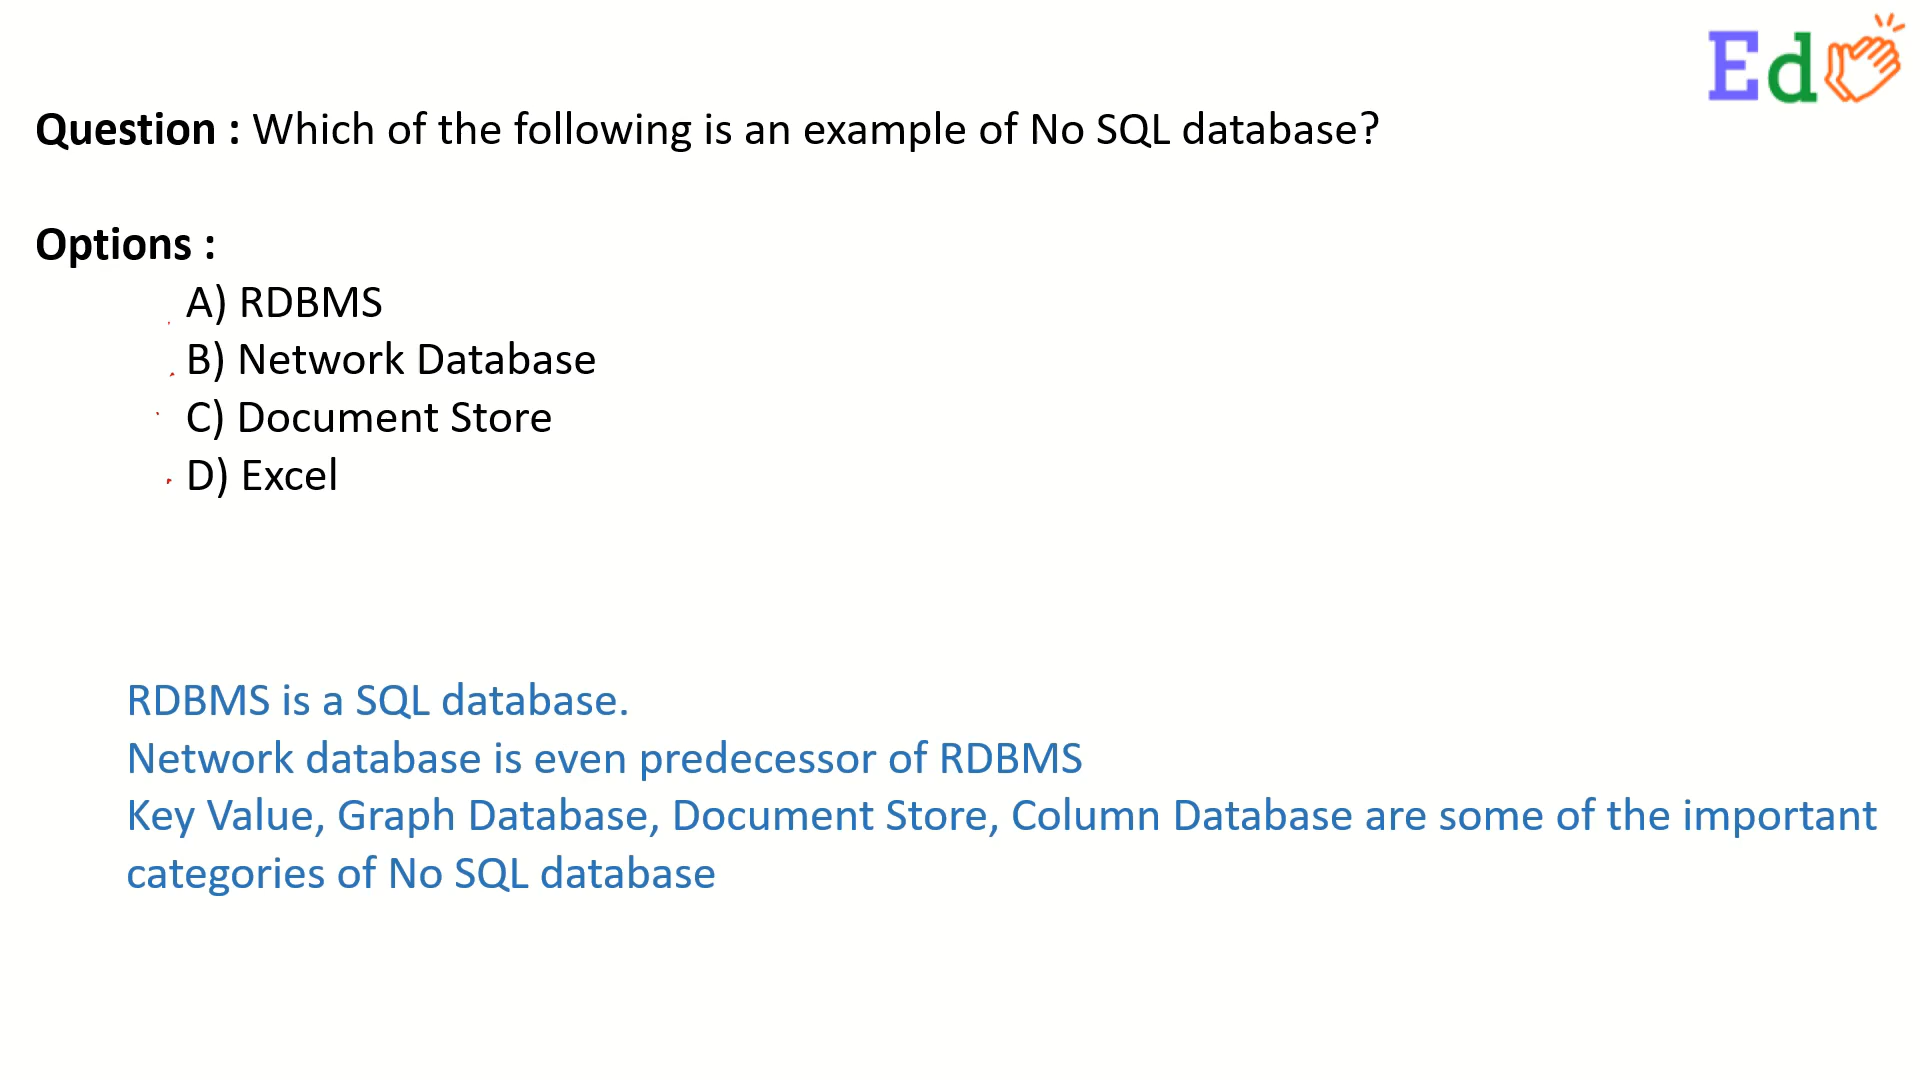 Ed
Question : Which of the following is an example of No SQL database?
Options :
A) RDBMS
B) Network Database
C) Document Store
D) Excel
RDBMS is a SQL database.
Network database is even predecessor of RDBMS
Key Value, Graph Database, Document Store, Column Database are some of the important
categories of No SQL database